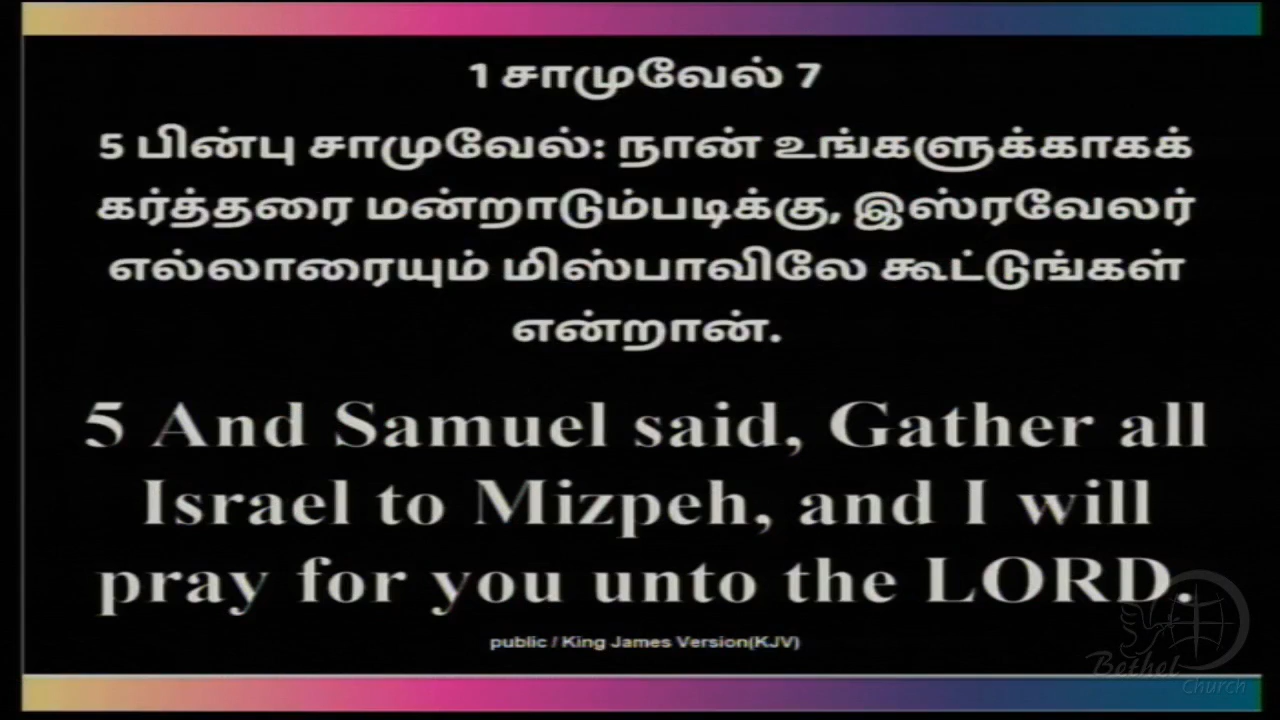 1 சாமுவேல் 7
5 பின்பு சாமுவேல்: நான் உங்களுக்காகக்
கர்த்தரை மன்றாடும்படிக்கு, இஸ்ரவேலர்
எல்லாரையும் மிஸ்பாவிலே கூட்டுங்கள்
என்றான்.
5 And Samuel said, Gather all
Israel to Mizpeh, and I will
pray for you unto the LORD.
public / King James Version(KJV)
Bethel
Church